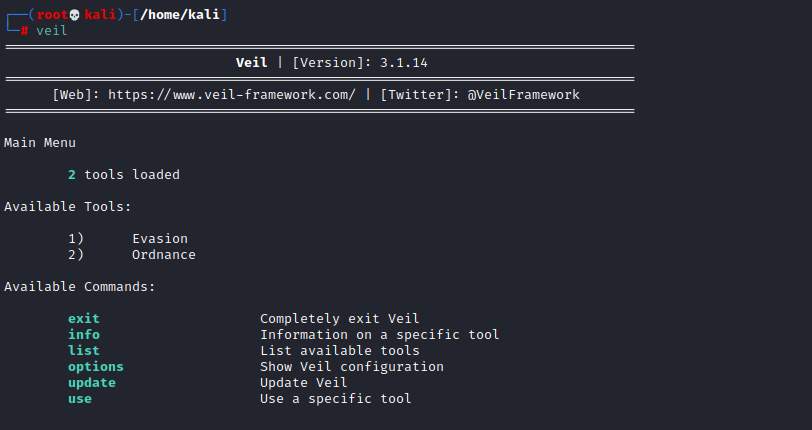 (root💀kali)-[/home/kali]
# veil
Veil | [Version]: 3.1.14
[Web]: https://www.veil-framework.com/ | [Twitter]: @VeilFramework
Main Menu
2 tools loaded
Available Tools:
1) Evasion
2) Ordnance
Available Commands:
exit Completely exit Veil
info Information on a specific tool
list List available tools
options Show Veil configuration
update Update Veil
use Use a specific tool